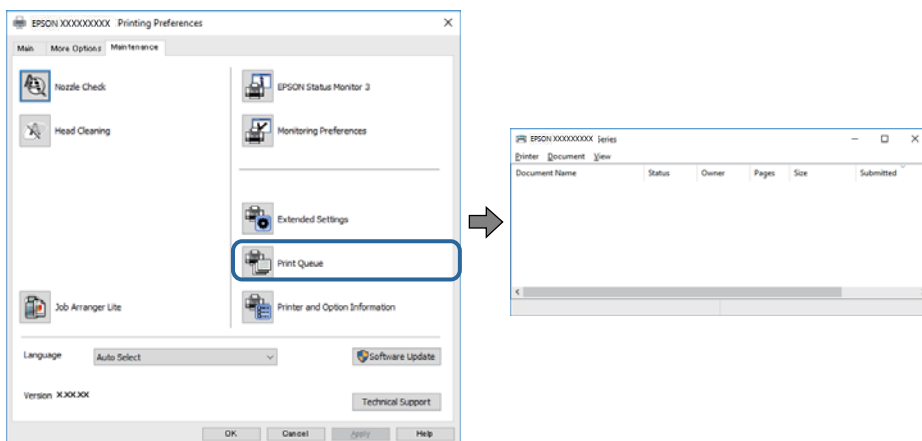 EPSON XXXXXXXXX Printing Preferences
Main More Options Maintenance
Nozzle Check
Head Cleaning
Job Arranger Lite
EPSON Status Monitor 3
Monitoring Preferences
Extended Settings
Print Queue
Printer and Option Information
Language Auto Select
Software Update
Version X.XX.XX
Technical Support
OK Cancel Apply Help
EPSON XXXXXXXXX Series
Printer Document View
Document Name Status Owner Pages Size Submitted